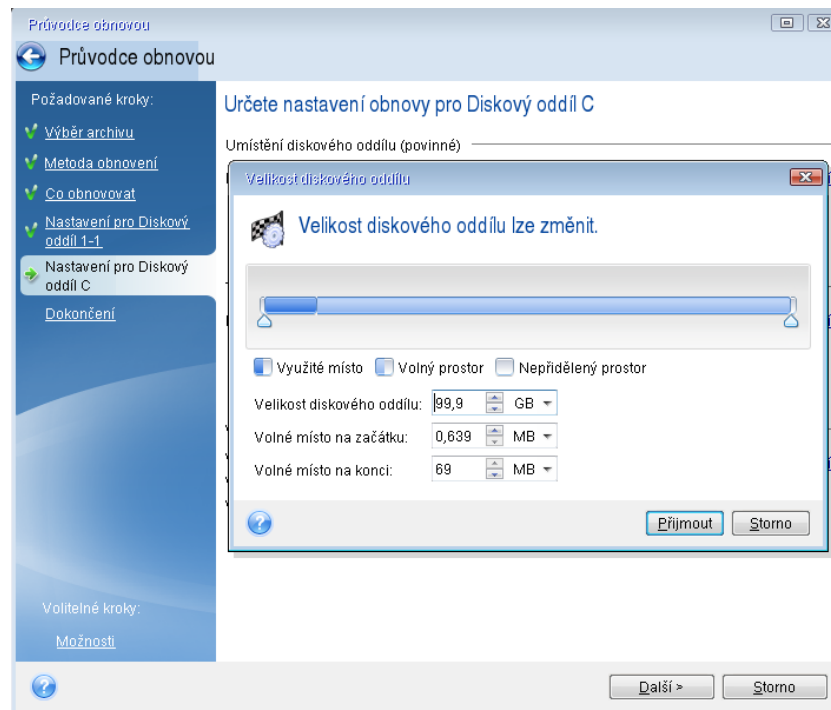 Průvodce obnovou
Průvodce obnovou
Požadované kroky:
Výběr archivu
Metoda obnovení
Co obnovovat
Nastavení pro Diskový
oddíl 1-1
Nastavení pro Diskový
oddíl C
Dokončení
Volitelné kroky:
Možnosti
Určete nastavení obnovy pro Diskový oddíl C
Umístění diskového oddílu (povinné)
Velikost diskového oddílu
Velikost diskového oddílu lze změnit.
Využité místo Volný prostor Nepřidělený prostor
Velikost diskového oddílu: 99,9 GB
Volné místo na začátku: 0,639 MB
Volné místo na konci: 69 MB
Přijmout Storno
Další > Storno